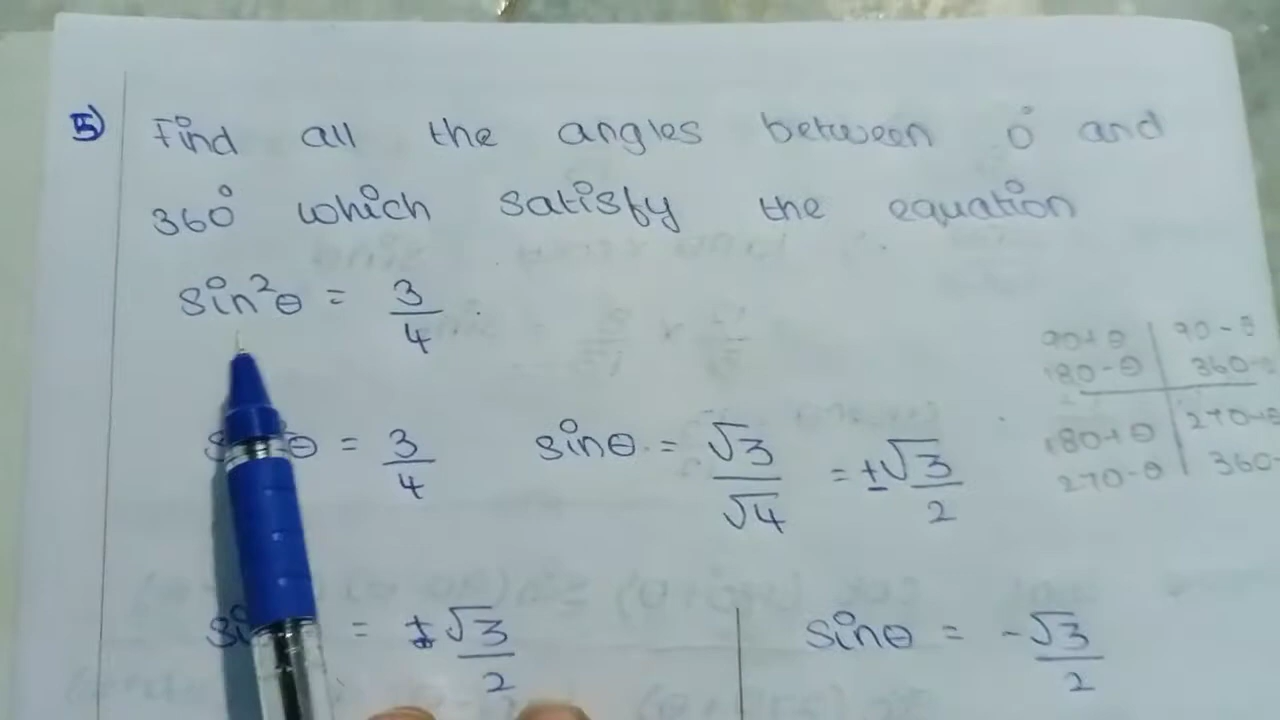 5) Find all the angles between 0° and
360° which satisfy the equation
sin²θ = 3/4.
θ = 3/4 sinθ = √3/√4 = ±√3/2
= ±√3/2 sinθ = -√3/2
90+θ 90-θ
180-θ 360
180+θ 270-θ
270-θ 360-